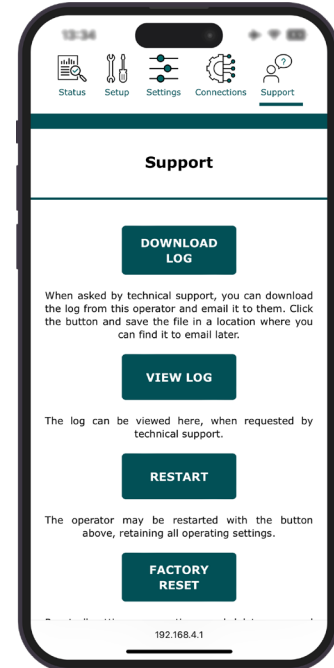 13:34
Status Setup Settings Connections Support
Support
DOWNLOAD
LOG
When asked by technical support, you can download
the log from this operator and email it to them. Click
the button and save the file in a location where you
can find it to email later.
VIEW LOG
The log can be viewed here, when requested by
technical support.
RESTART
The operator may be restarted with the button
above, retaining all operating settings.
FACTORY
RESET
192.168.4.1